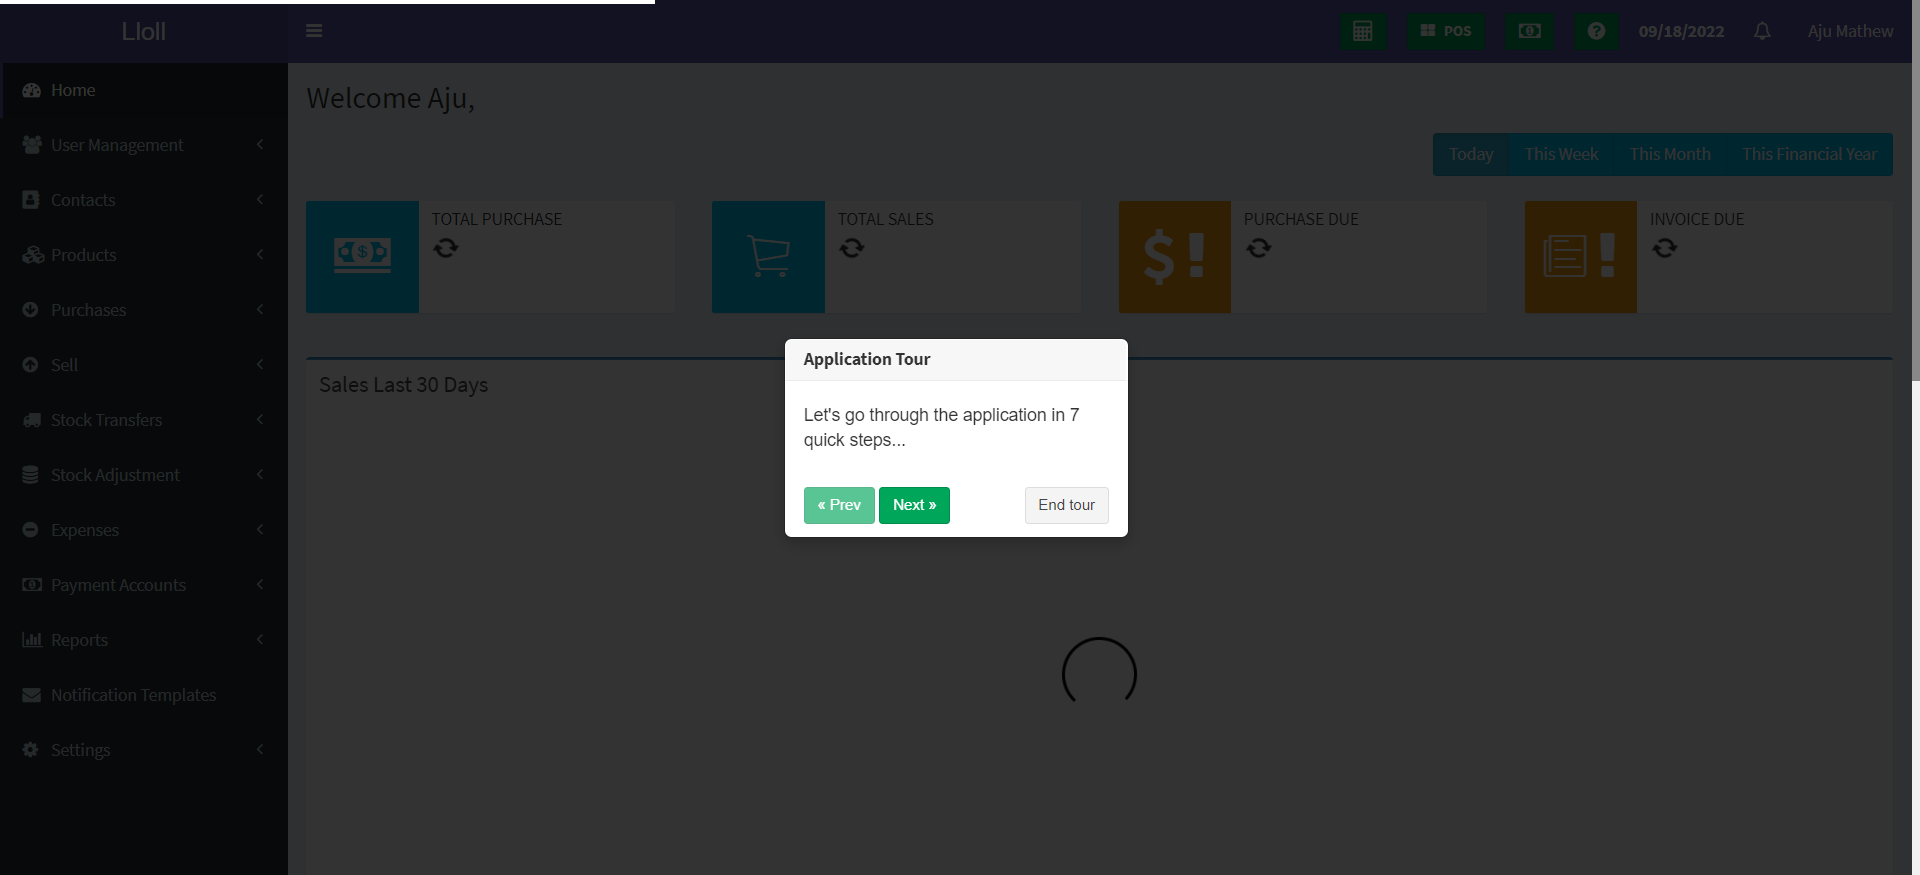 Lloll
POS
09/18/2022
Aju Mathew
Home
User Management
Contacts
Products
Purchases
Sell
Stock Transfers
Stock Adjustment
Expenses
Payment Accounts
Reports
Notification Templates
Settings
Welcome Aju,
Today This Week This Month This Financial Year
TOTAL PURCHASE
TOTAL SALES
PURCHASE DUE
INVOICE DUE
Sales Last 30 Days
Application Tour
Let's go through the application in 7
quick steps...
« Prev Next » End tour